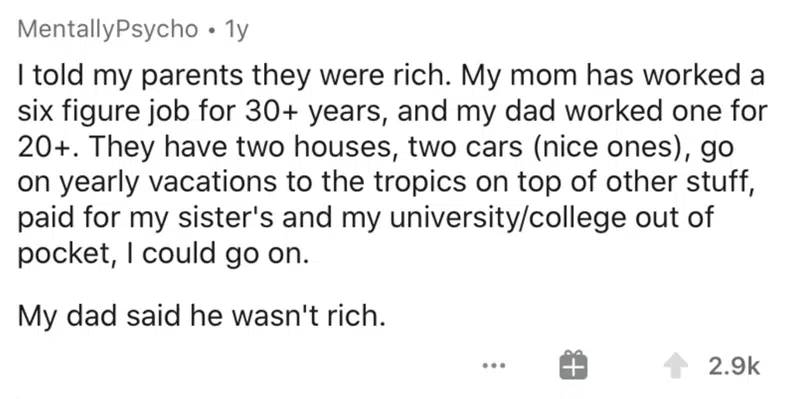 MentallyPsycho • 1y
I told my parents they were rich. My mom has worked a
six figure job for 30+ years, and my dad worked one for
20+. They have two houses, two cars (nice ones), go
on yearly vacations to the tropics on top of other stuff,
paid for my sister's and my university/college out of
pocket, I could go on.
My dad said he wasn't rich.
2.9k